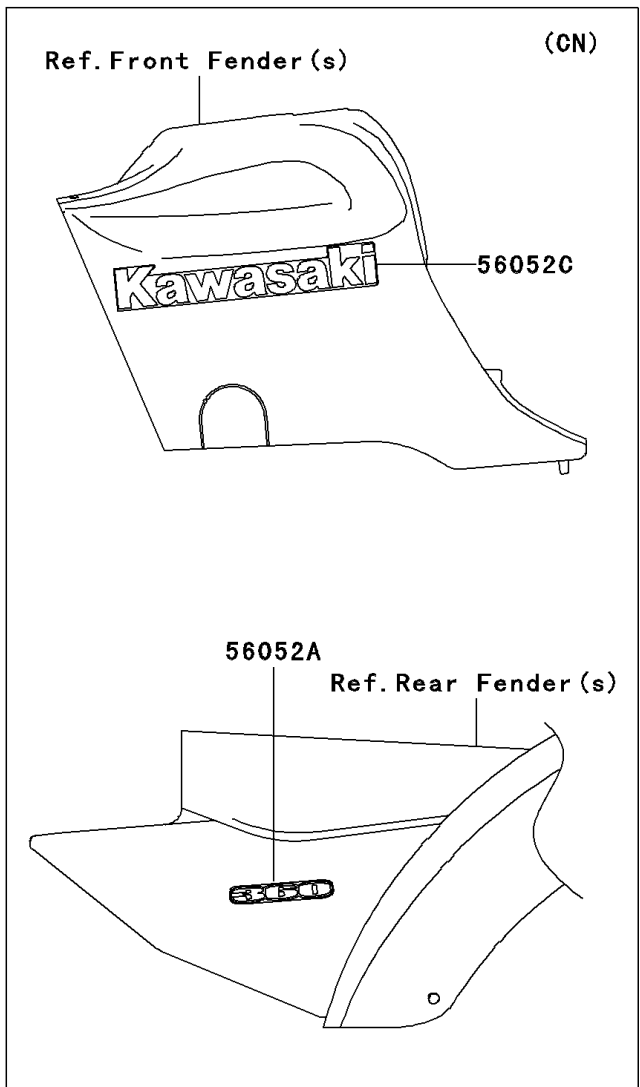 (CN)
Ref.Front Fender(s)
Kawasaki
56052C
56052A
Ref.Rear Fender(s)
360